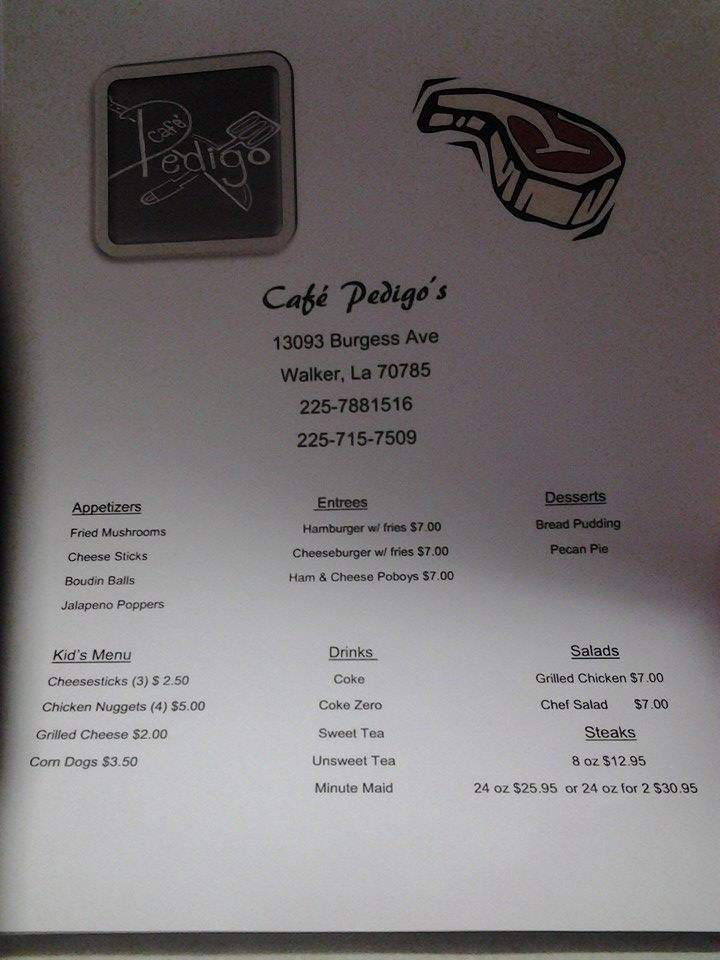 Café
Pedigo
Café Pedigo's
13093 Burgess Ave
Walker, La 70785
225-7881516
225-715-7509
Appetizers
Fried Mushrooms
Cheese Sticks
Boudin Balls
Jalapeno Poppers
Entrees
Hamburger w/ fries $7.00
Cheeseburger w/ fries $7.00
Ham & Cheese Poboys $7.00
Desserts
Bread Pudding
Pecan Pie
Kid's Menu
Cheesesticks (3) $ 2.50
Chicken Nuggets (4) $5.00
Grilled Cheese $2.00
Corn Dogs $3.50
Drinks
Coke
Coke Zero
Sweet Tea
Unsweet Tea
Minute Maid
Salads
Grilled Chicken $7.00
Chef Salad $7.00
Steaks
8 oz $12.95
24 oz $25.95 or 24 oz for 2 $30.95